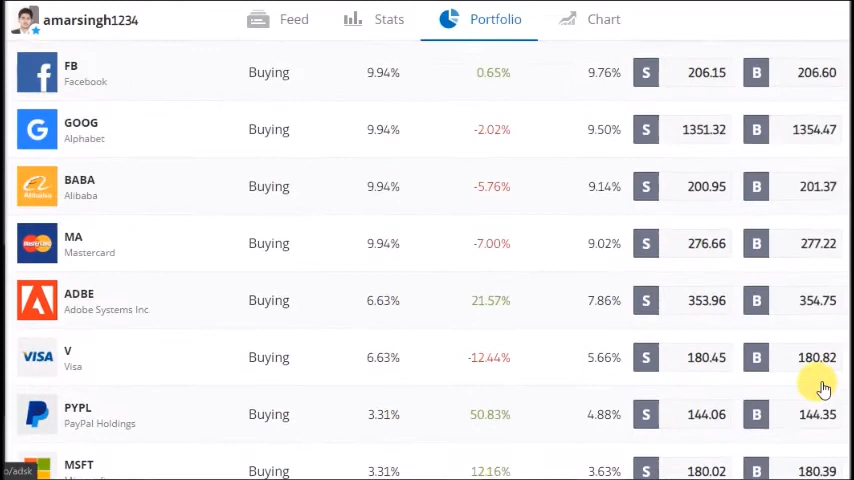 amarsingh1234
Feed
Stats
Portfolio
Chart
FB
Facebook
Buying 9.94% 0.65% 9.76% S 206.15 B 206.60
GOOG
Alphabet
Buying 9.94% -2.02% 9.50% S 1351.32 B 1354.47
BABA
Alibaba
Buying 9.94% -5.76% 9.14% S 200.95 B 201.37
MA
Mastercard
Buying 9.94% -7.00% 9.02% S 276.66 B 277.22
ADBE
Adobe Systems Inc
Buying 6.63% 21.57% 7.86% S 353.96 B 354.75
VISA
V
Visa
Buying 6.63% -12.44% 5.66% S 180.45 B 180.82
PYPL
PayPal Holdings
Buying 3.31% 50.83% 4.88% S 144.06 B 144.35
MSFT
Buying 3.31% 12.16% 3.63% S 180.02 B 180.39
o/adsk